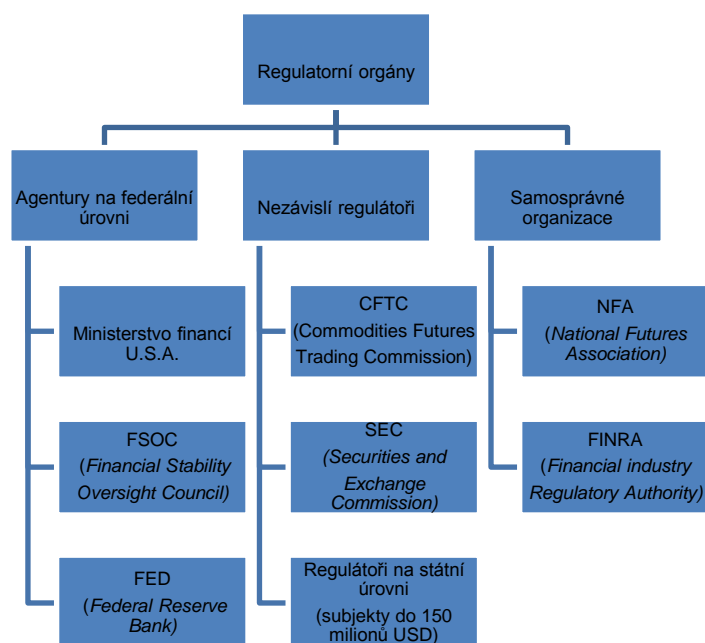 Regulatorní orgány
Agentury na federální
úrovni
Ministerstvo financí
U.S.A.
FSOC
(Financial Stability
Oversight Council)
FED
(Federal Reserve
Bank)
Nezávislí regulátoři
CFTC
(Commodities Futures
Trading Commission)
SEC
(Securities and
Exchange
Commission)
Regulátoři na státní
úrovni
(subjekty do 150
milionů USD)
Samosprávné
organizace
NFA
(National Futures
Association)
FINRA
(Financial industry
Regulatory Authority)